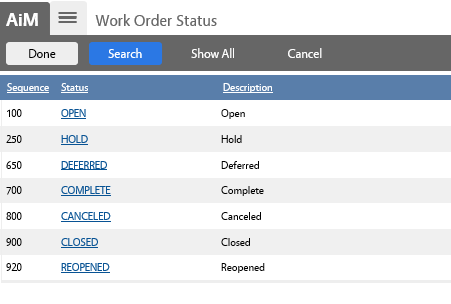 AiM Work Order Status
Done Search Show All Cancel
Sequence Status Description
100 OPEN Open
250 HOLD Hold
650 DEFERRED Deferred
700 COMPLETE Complete
800 CANCELED Canceled
900 CLOSED Closed
920 REOPENED Reopened